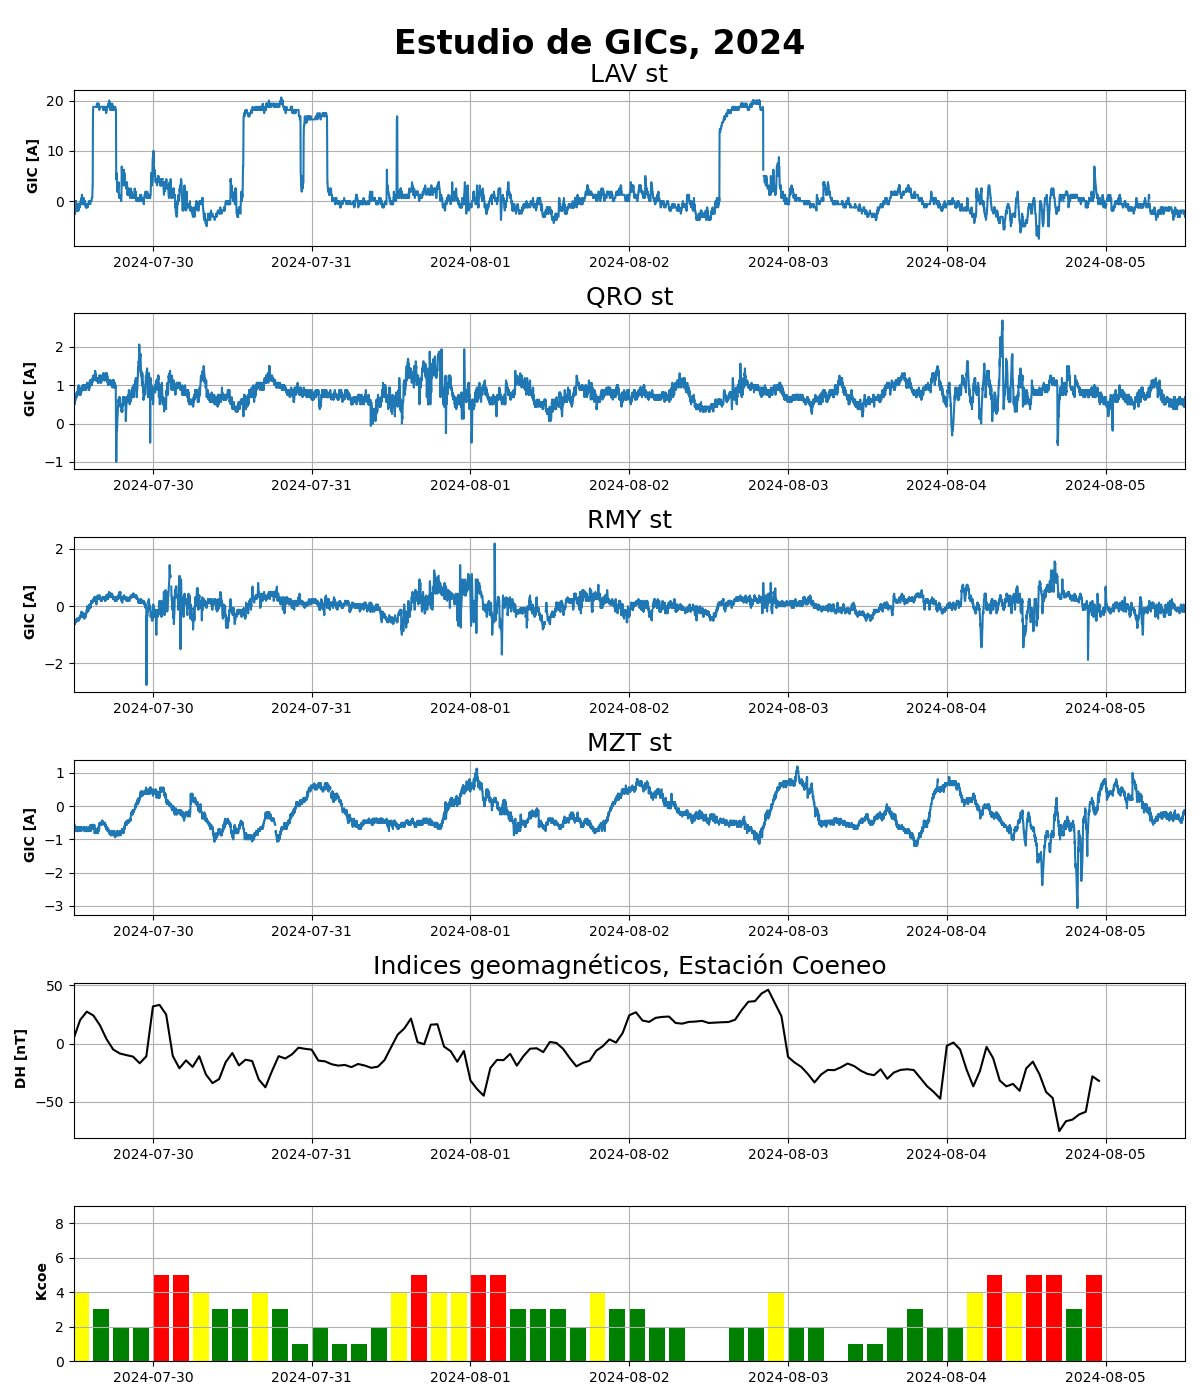 Estudio de GICs, 2024
LAV st
GIC [A]
20
10
0
2024-07-30 2024-07-31 2024-08-01 2024-08-02 2024-08-03 2024-08-04 2024-08-05
QRO st
GIC [A]
2
1
0
−1
2024-07-30 2024-07-31 2024-08-01 2024-08-02 2024-08-03 2024-08-04 2024-08-05
RMY st
GIC [A]
2
0
−2
2024-07-30 2024-07-31 2024-08-01 2024-08-02 2024-08-03 2024-08-04 2024-08-05
MZT st
GIC [A]
1
0
−1
−2
−3
2024-07-30 2024-07-31 2024-08-01 2024-08-02 2024-08-03 2024-08-04 2024-08-05
Indices geomagnéticos, Estación Coeneo
DH [nT]
50
0
−50
2024-07-30 2024-07-31 2024-08-01 2024-08-02 2024-08-03 2024-08-04 2024-08-05
Kcoe
8
6
4
2
0
2024-07-30 2024-07-31 2024-08-01 2024-08-02 2024-08-03 2024-08-04 2024-08-05